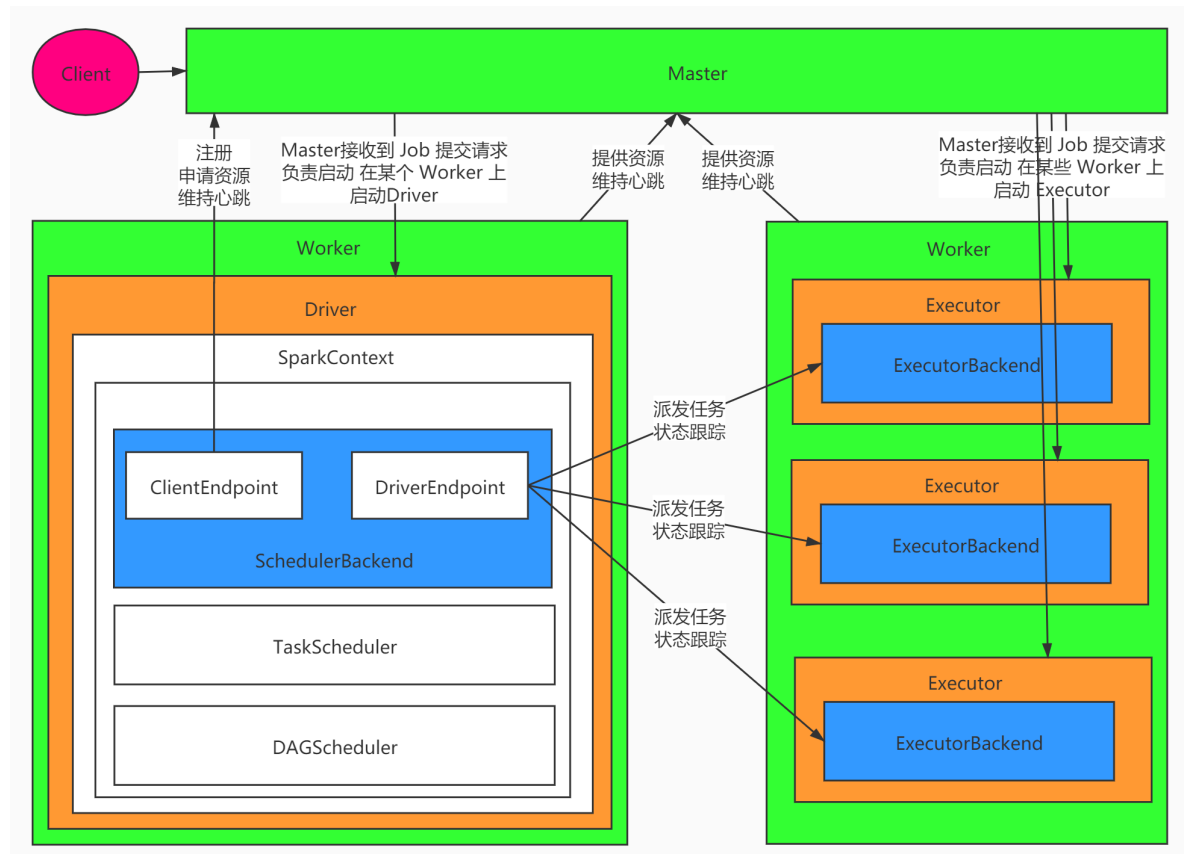 Client
Master
注册
申请资源
维持心跳
Master接收到 Job 提交请求
负责启动 在某个 Worker 上
启动Driver
提供资源
维持心跳
提供资源
维持心跳
Master接收到 Job 提交请求
负责启动 在某些 Worker 上
启动 Executor
Worker
Driver
SparkContext
ClientEndpoint
DriverEndpoint
SchedulerBackend
TaskScheduler
DAGScheduler
派发任务
状态跟踪
派发任务
状态跟踪
派发任务
状态跟踪
Worker
Executor
ExecutorBackend
Executor
ExecutorBackend
Executor
ExecutorBackend